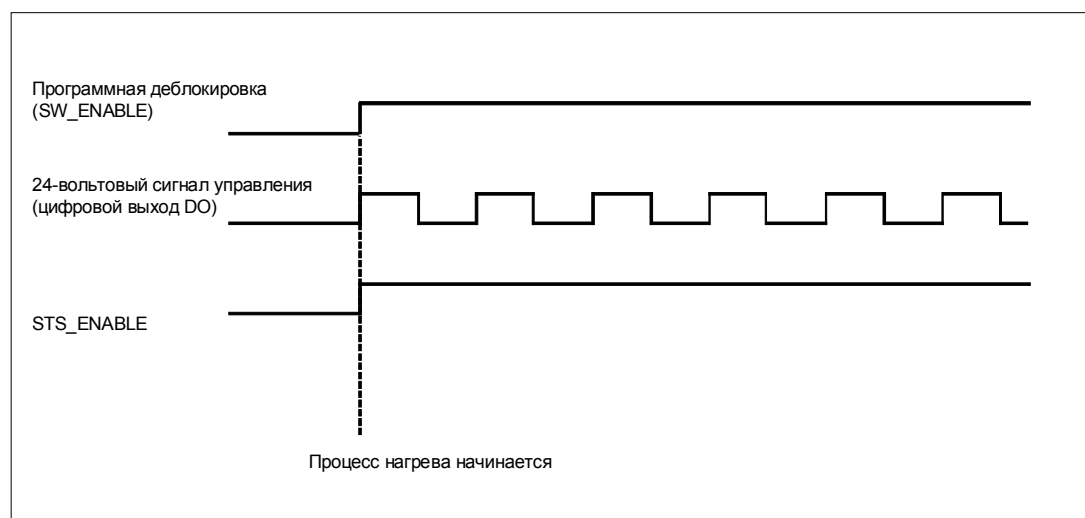 Программная деблокировка
(SW_ENABLE)
24-вольтовый сигнал управления
(цифровой выход DO)
STS_ENABLE
Процесс нагрева начинается